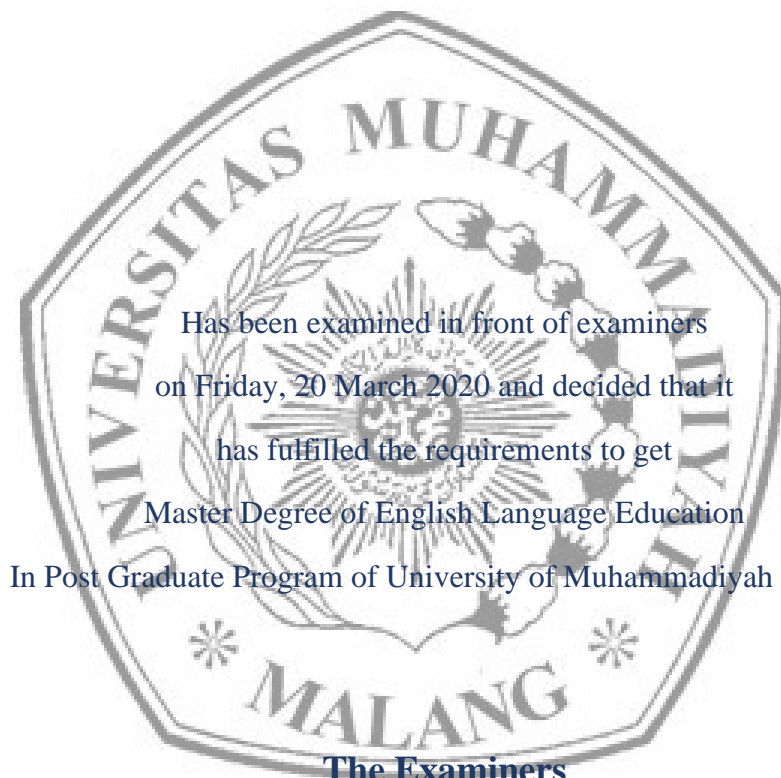 UNIVERSITAS MUHAMMADIYAH
Has been examined in front of examiners
on Friday, 20 March 2020 and decided that it
has fulfilled the requirements to get
Master Degree of English Language Education
In Post Graduate Program of University of Muhammadiyah
MALANG
The Examiners